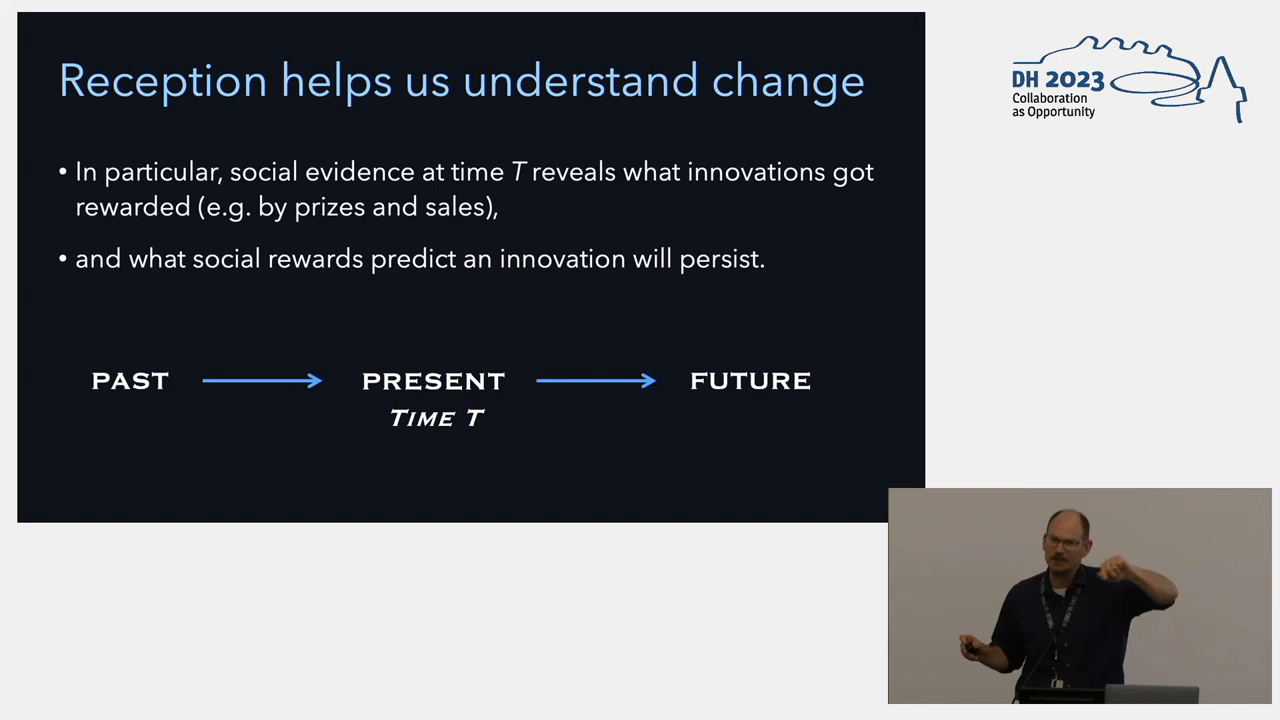 Reception helps us understand change
• In particular, social evidence at time T reveals what innovations got
rewarded (e.g. by prizes and sales),
• and what social rewards predict an innovation will persist.
PAST
PRESENT
FUTURE
TIME T
DH 2023
Collaboration
as Opportunity